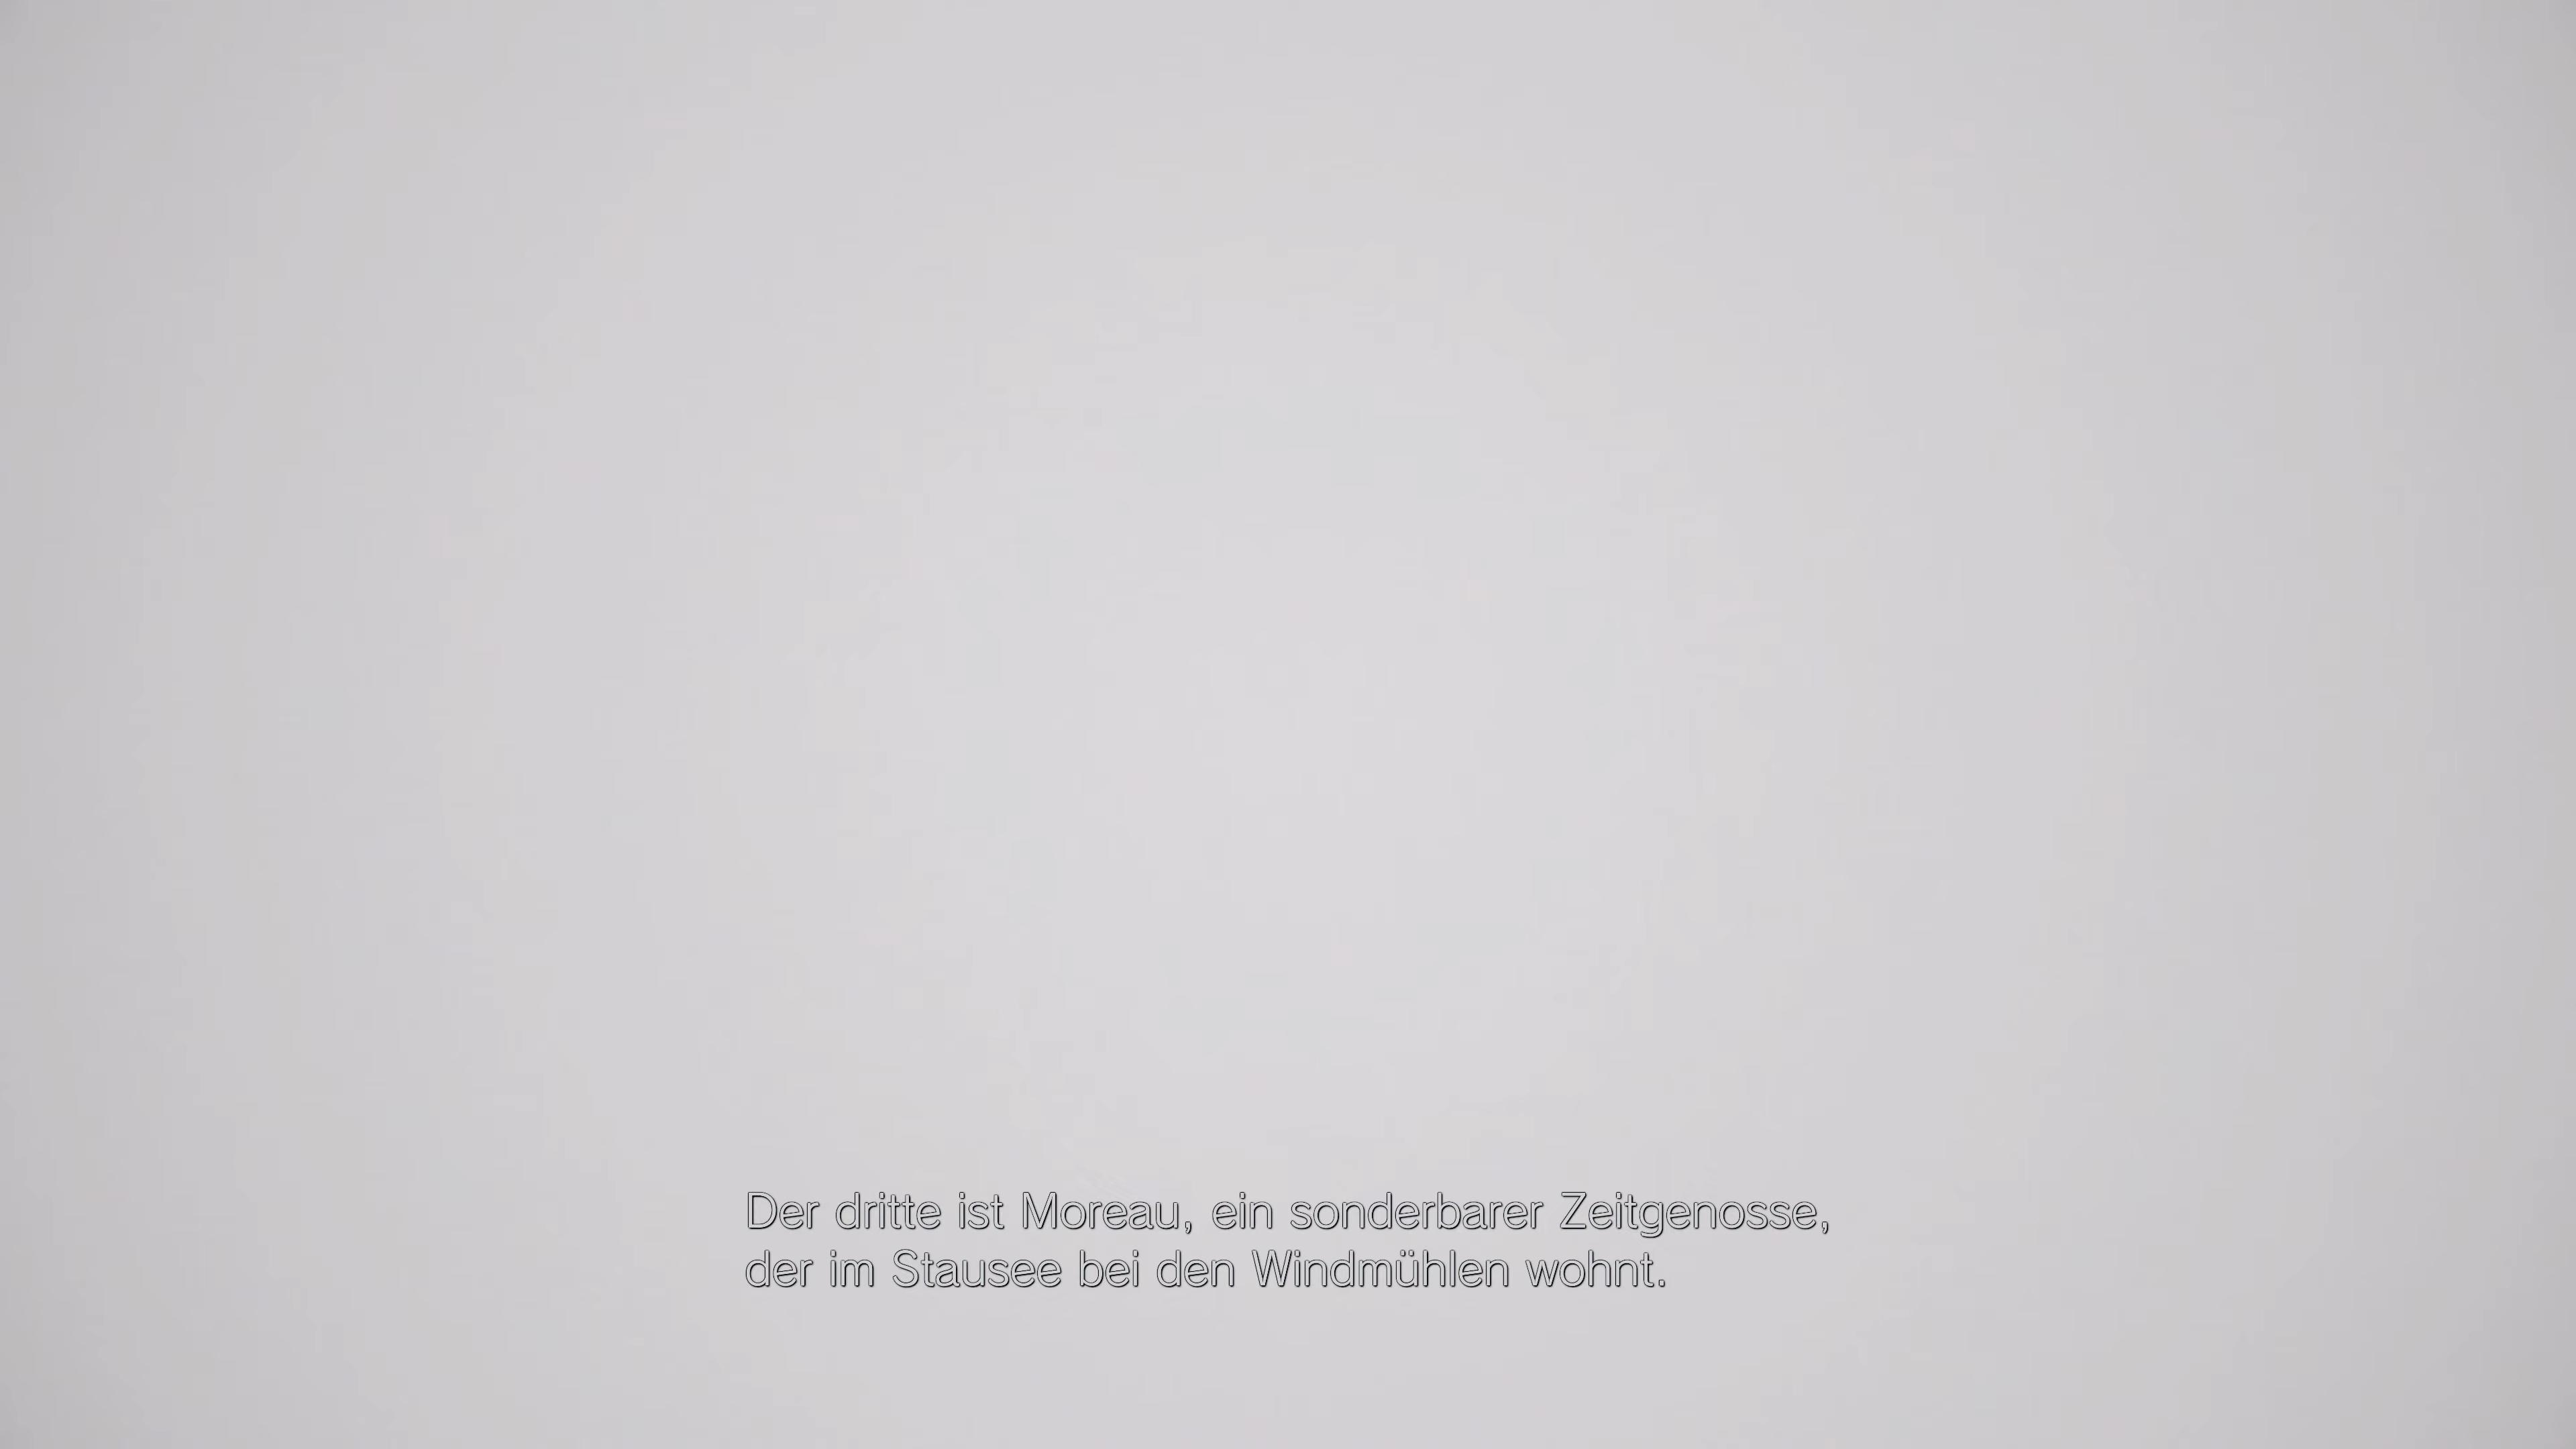 Der dritte ist Moreau, ein sonderbarer Zeitgenosse,
der im Stausee bei den Windmühlen wohnt.